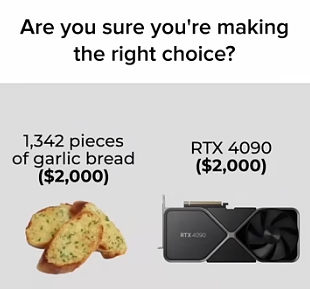 Are you sure you're making
the right choice?
1,342 pieces
of garlic bread
($2,000)
RTX 4090
($2,000)
RTX 4090